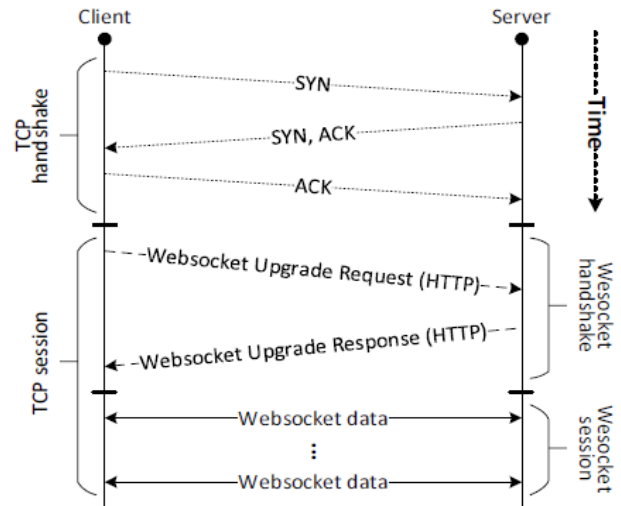 Client
Server
SYN
SYN, ACK
ACK
TCP
handshake
Time
Websocket Upgrade Request (HTTP)
Websocket Upgrade Response (HTTP)
Wesocket
handshake
TCP session
Websocket data
⋮
Websocket data
Wesocket
session